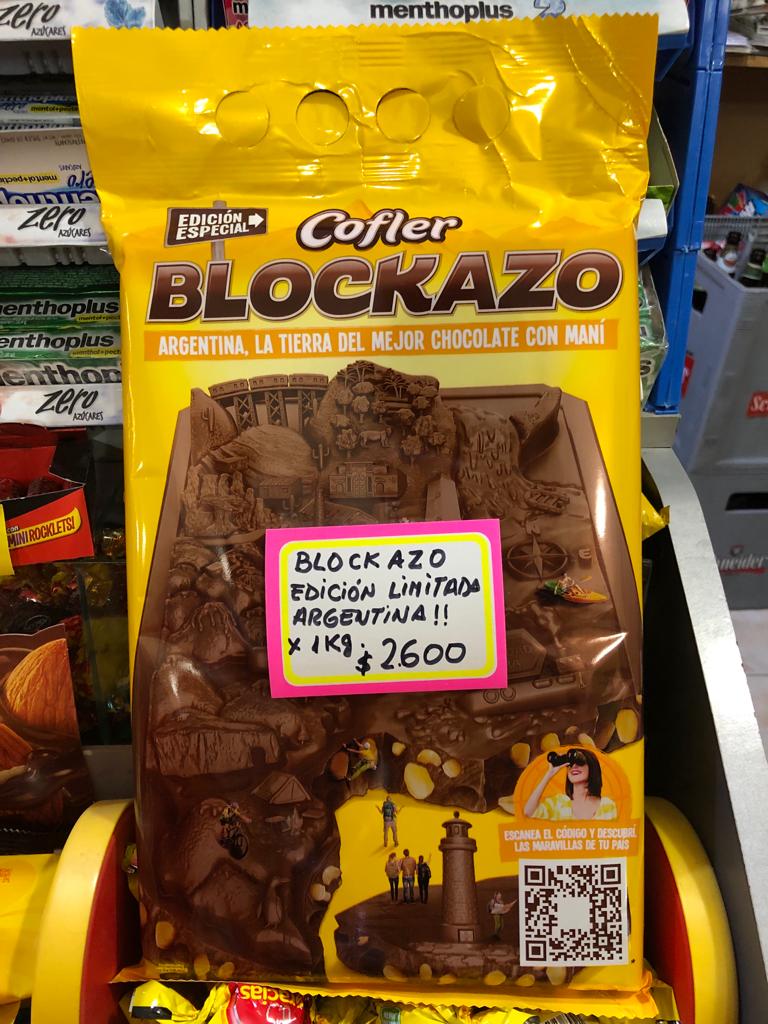 zero
AZÚCARES
menthoplus
zero
AZÚCARES
menthoplus
menthoplus
zero
AZÚCARES
MINI ROCKLETS!
EDICIÓN
ESPECIAL
Cofler
BLOCKAZO
ARGENTINA, LA TIERRA DEL MEJOR CHOCOLATE CON MANÍ
BLOCKAZO
EDICIÓN LIMITADA
ARGENTINA!!
X 1Kg. $2.600
E
ESCANEA EL CÓDIGO Y DESCUBRÍ
LAS MARAVILLAS DE TU PAÍS